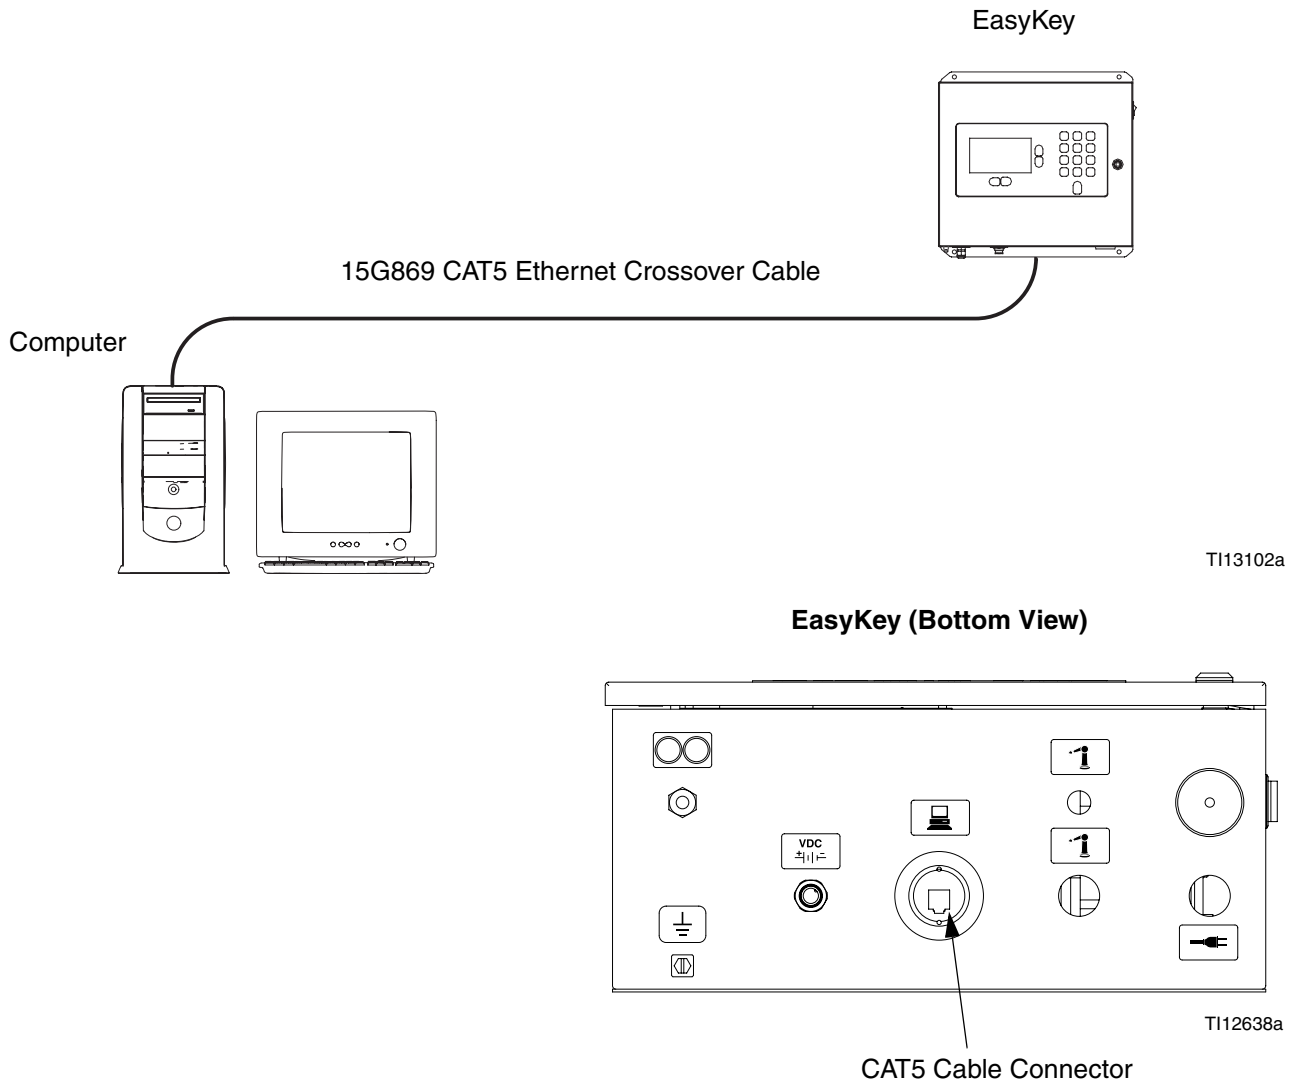 EasyKey
15G869 CAT5 Ethernet Crossover Cable
Computer
TI13102a
EasyKey (Bottom View)
VDC
TI12638a
CAT5 Cable Connector